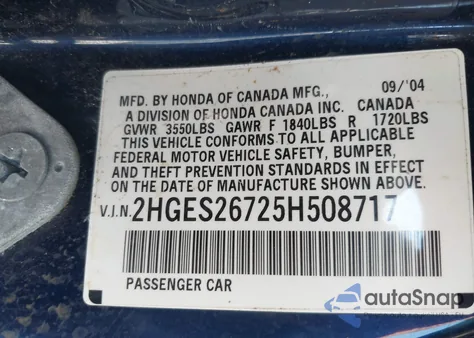 MFD. BY HONDA OF CANADA MFG., 09/'04
A DIVISION OF HONDA CANADA INC. CANADA
GVWR 3550LBS GAWR F 1840LBS R 1720LBS
THIS VEHICLE CONFORMS TO ALL APPLICABLE
FEDERAL MOTOR VEHICLE SAFETY, BUMPER,
AND THEFT PREVENTION STANDARDS IN EFFECT
ON THE DATE OF MANUFACTURE SHOWN ABOVE.
V.I.N. 2HGES26725H508717
PASSENGER CAR
autoSnap